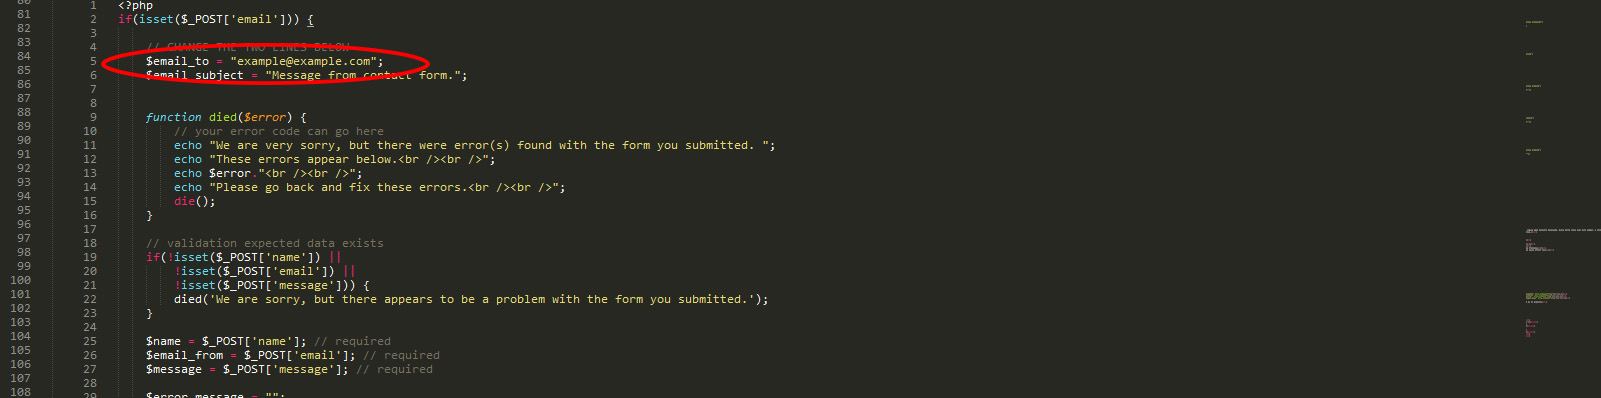 80
81
82
83
84
85
86
87
88
89
90
91
92
93
94
95
96
97
98
99
100
101
102
103
104
105
106
107
108
1 <?php
2 if(isset($_POST['email'])) {
3
4 // CHANGE THE TWO LINES BELOW
5 $email_to = "example@example.com";
6 $email_subject = "Message from contact form.";
7
8
9 function died($error) {
10 // your error code can go here
11 echo "We are very sorry, but there were error(s) found with the form you submitted. ";
12 echo "These errors appear below.<br /><br />";
13 echo $error."<br /><br />";
14 echo "Please go back and fix these errors.<br /><br />";
15 die();
16 }
17
18 // validation expected data exists
19 if(!isset($_POST['name']) ||
20 !isset($_POST['email']) ||
21 !isset($_POST['message'])) {
22 died('We are sorry, but there appears to be a problem with the form you submitted.');
23 }
24
25 $name = $_POST['name']; // required
26 $email_from = $_POST['email']; // required
27 $message = $_POST['message']; // required
28
29 $error_message = "";